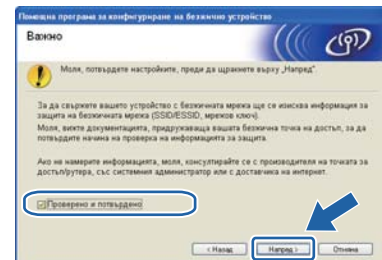 Помощна програма за конфигуриране на безжично устройство
Важно
Моля, потвърдете настройките, преди да щракнете върху „Напред".
За да свържете вашето устройство с безжичната мрежа ще се изисква информация за
защита на безжичната мрежа (SSID/ESSID, мрежов ключ).
Моля, вижте документацията, придружаваща вашата безжична точка на достъп, за да
потвърдите начина на проверка на информацията за защита.
Ако не намерите информацията, моля, консултирайте се с производителя на точката за
достъп/рутера, със системния администратор или с доставчика на интернет.
Проверено и потвърдено
< Назад
Напред >
Отмяна